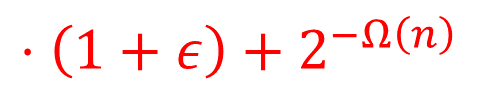 · (1 + ϵ) + 2^{−Ω(n)}